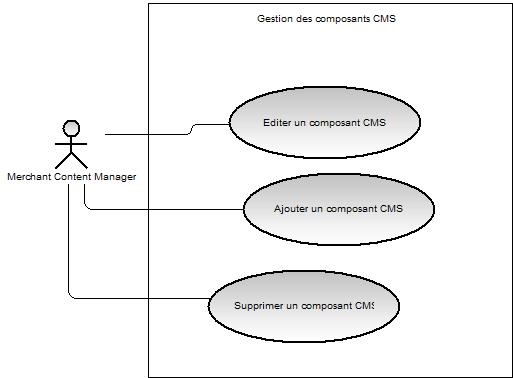 Gestion des composants CMS
Editer un composant CMS
Merchant Content Manager
Ajouter un composant CMS
Supprimer un composant CMS